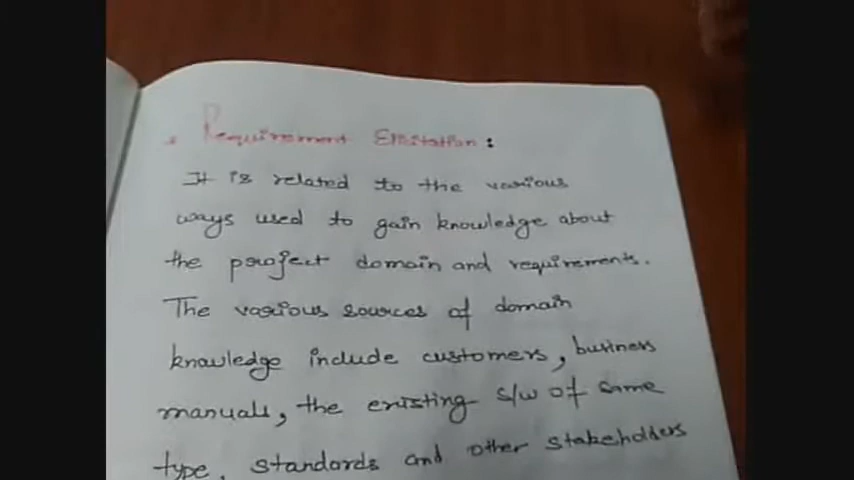 Requirement Elicitation:
It is related to the various
ways used to gain knowledge about
the project domain and requirements.
The various sources of domain
knowledge include customers, business
manuals, the existing s/w of same
type, standards and other stakeholders